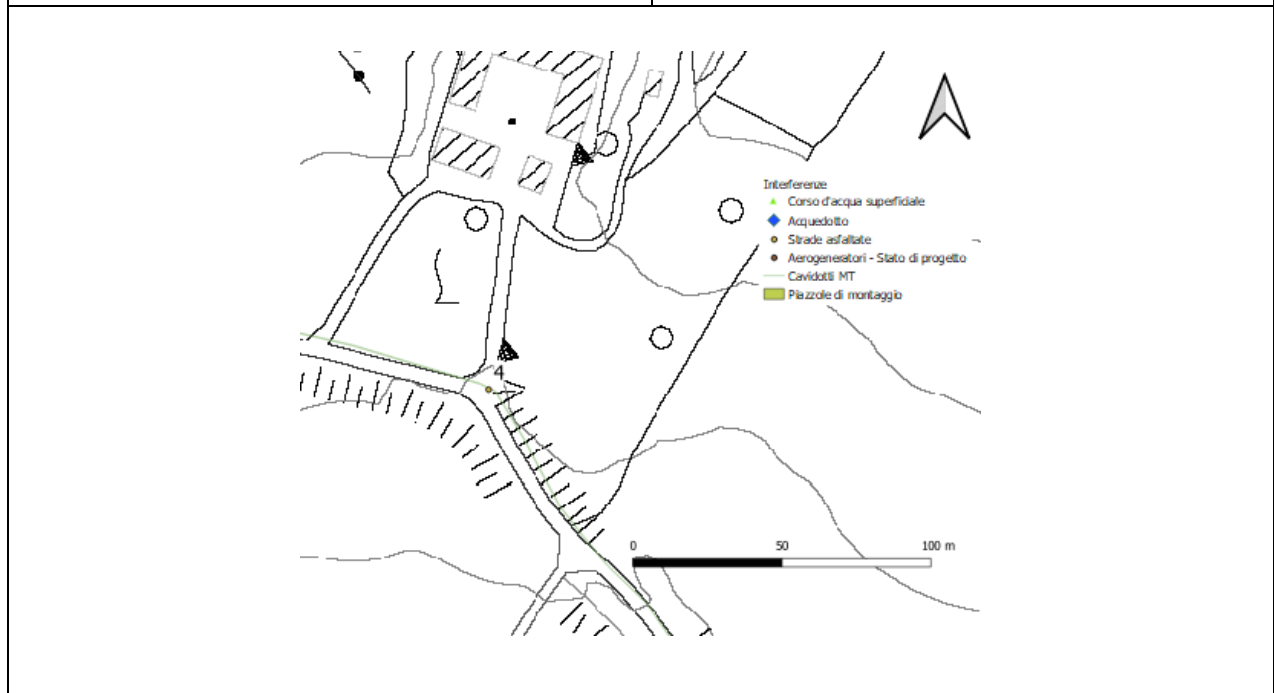 Interferenze
Corso d'acqua superficiale
Acquedotto
Strade asfaltate
Aerogeneratori - Stato di progetto
Cavidotti MT
Piazzole di montaggio
4
0 50 100 m